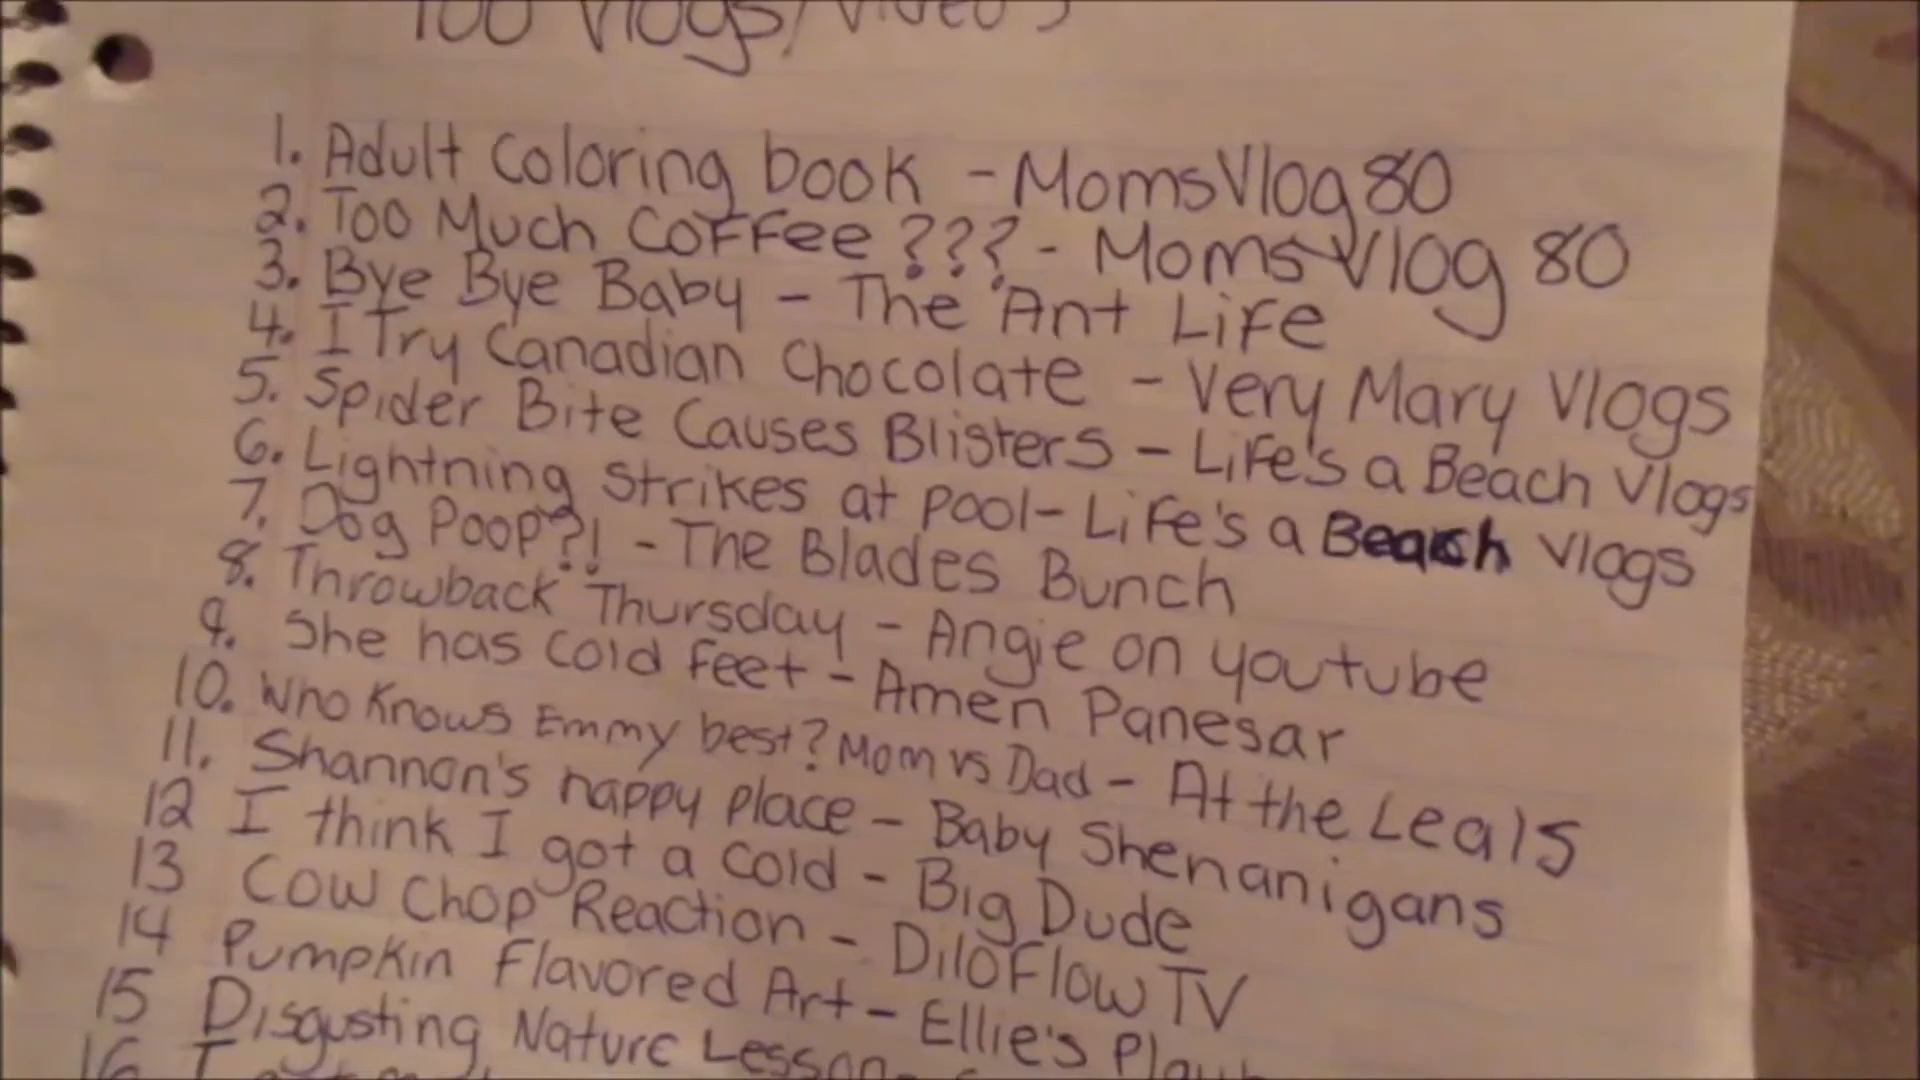 100 Vlogs/Videos
1. Adult Coloring book - MomsVlog80
2. Too Much Coffee ??? - MomsVlog 80
3. Bye Bye Baby - The Ant Life
4. I Try Canadian Chocolate - Very Mary Vlogs
5. Spider Bite Causes Blisters - Life's a Beach Vlogs
6. Lightning Strikes at pool - Life's a Beach Vlogs
7. Dog Poop?! - The Blades Bunch
8. Throwback Thursday - Angie on youtube
9. She has cold feet - Amen Panesar
10. Who Knows Emmy best? Mom vs Dad - At the Leals
11. Shannon's happy place - Baby Shenanigans
12 I think I got a cold - Big Dude
13 Cow Chop Reaction - DiloFlowTV
14 Pumpkin Flavored Art - Ellie's
15 Disgusting Nature Lesson -
16